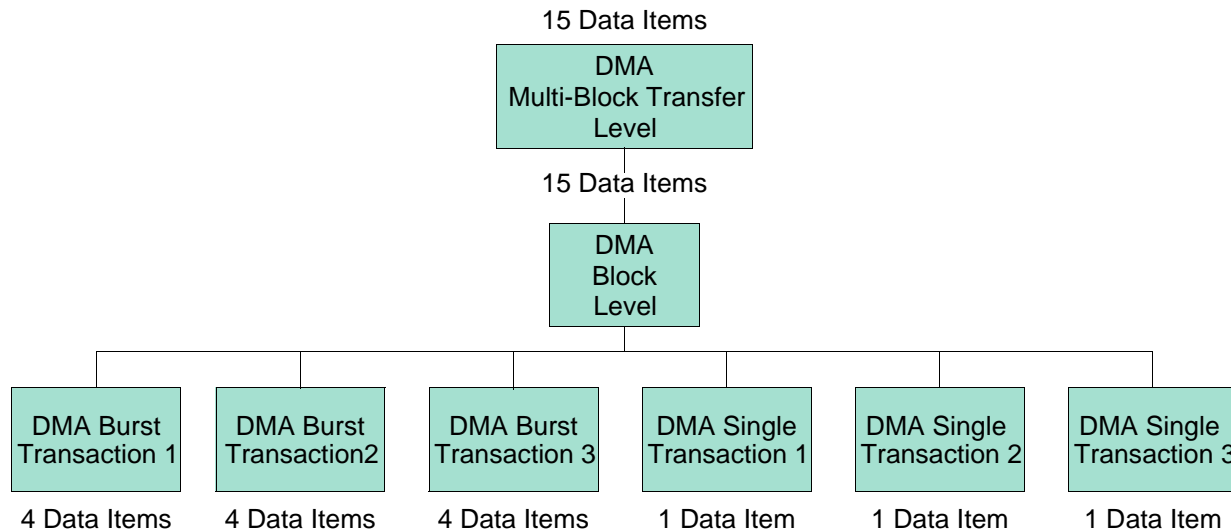 15 Data Items
DMA
Multi-Block Transfer
Level
15 Data Items
DMA
Block
Level
DMA Burst
Transaction 1
DMA Burst
Transaction2
DMA Burst
Transaction 3
DMA Single
Transaction 1
DMA Single
Transaction 2
DMA Single
Transaction 3
4 Data Items
4 Data Items
4 Data Items
1 Data Item
1 Data Item
1 Data Item